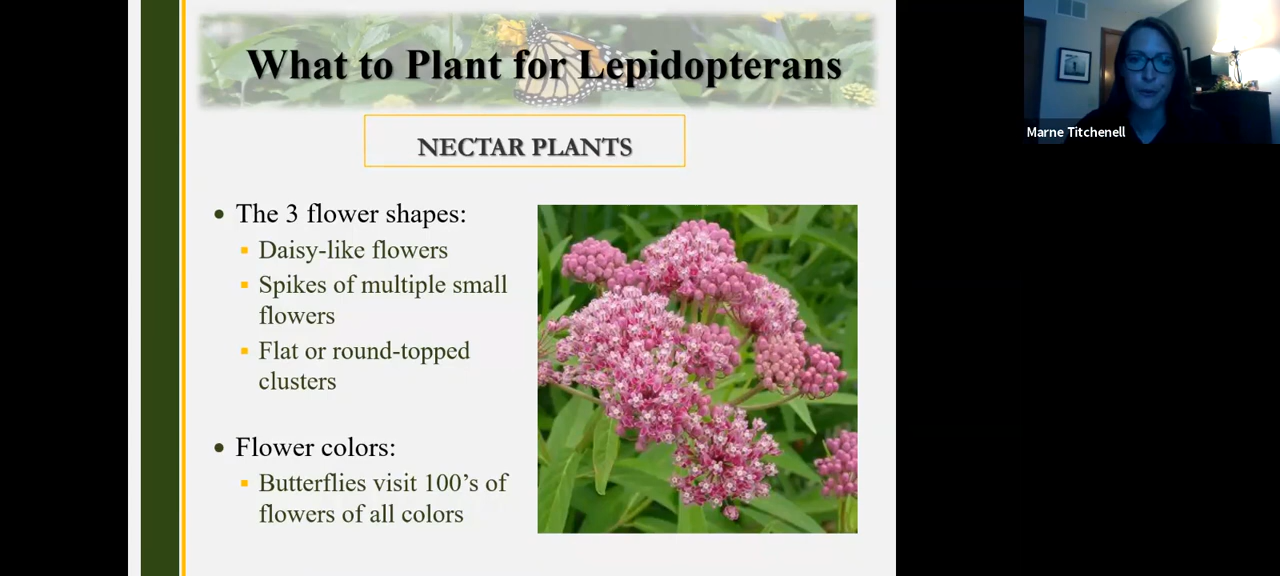 What to Plant for Lepidopterans
NECTAR PLANTS
• The 3 flower shapes:
▪ Daisy-like flowers
▪ Spikes of multiple small
flowers
▪ Flat or round-topped
clusters
• Flower colors:
▪ Butterflies visit 100’s of
flowers of all colors
Marne Titchenell